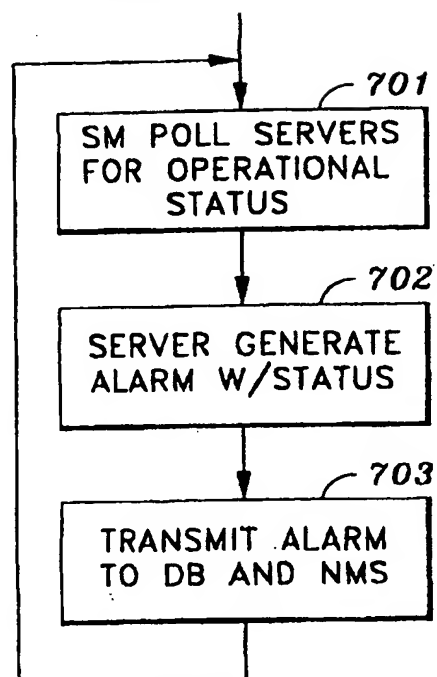 701
SM POLL SERVERS
FOR OPERATIONAL
STATUS
702
SERVER GENERATE
ALARM W/STATUS
703
TRANSMIT ALARM
TO DB AND NMS